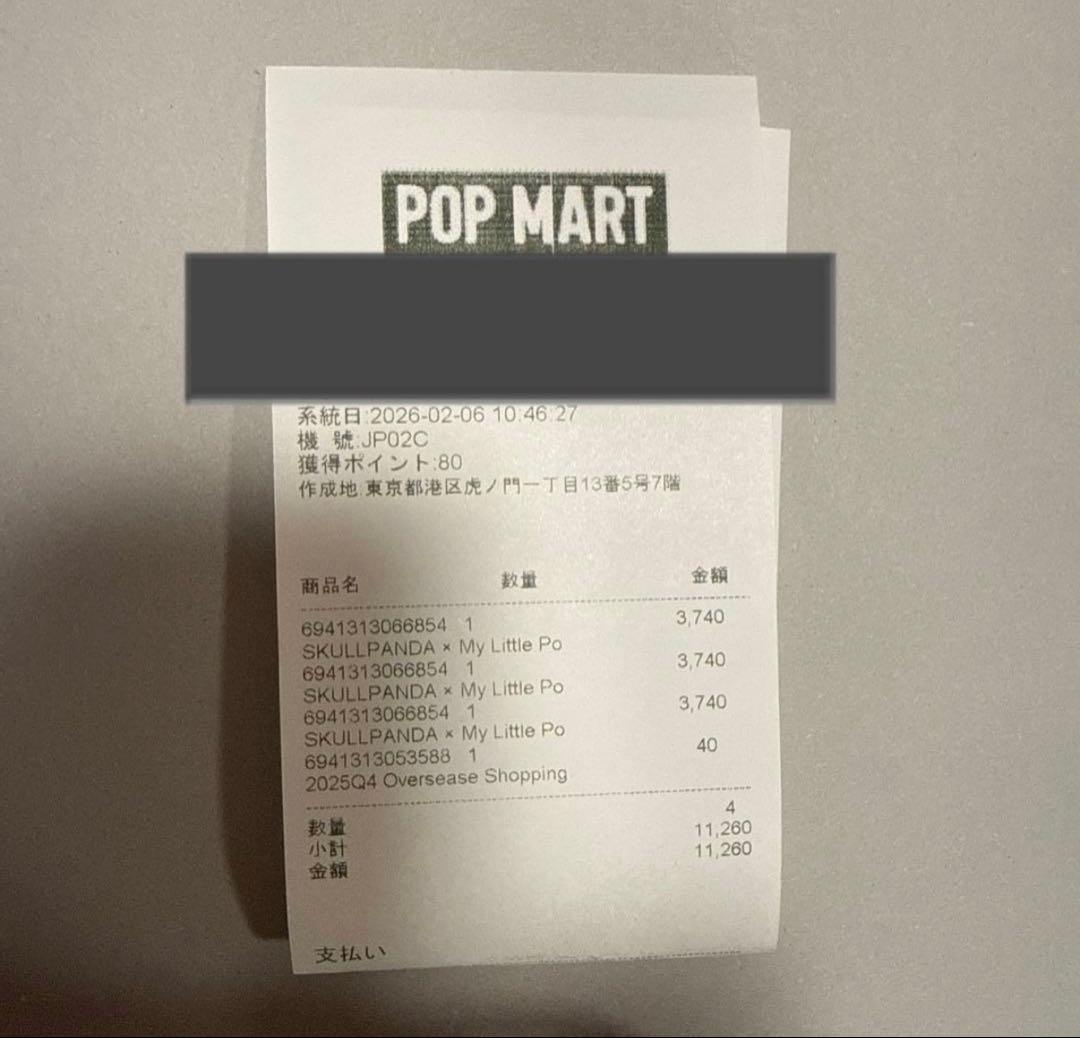 POP MART
系統日:2026-02-06 10:46:27
機 號:JP02C
獲得ポイント:80
作成地:東京都港区虎ノ門一丁目13番5号7階
商品名 数量 金額
6941313066854 1 3,740
SKULLPANDA × My Little Po
6941313066854 1 3,740
SKULLPANDA × My Little Po
6941313066854 1 3,740
SKULLPANDA × My Little Po
6941313053588 1 40
2025Q4 Oversease Shopping
数量 4
小計 11,260
金額 11,260
支払い